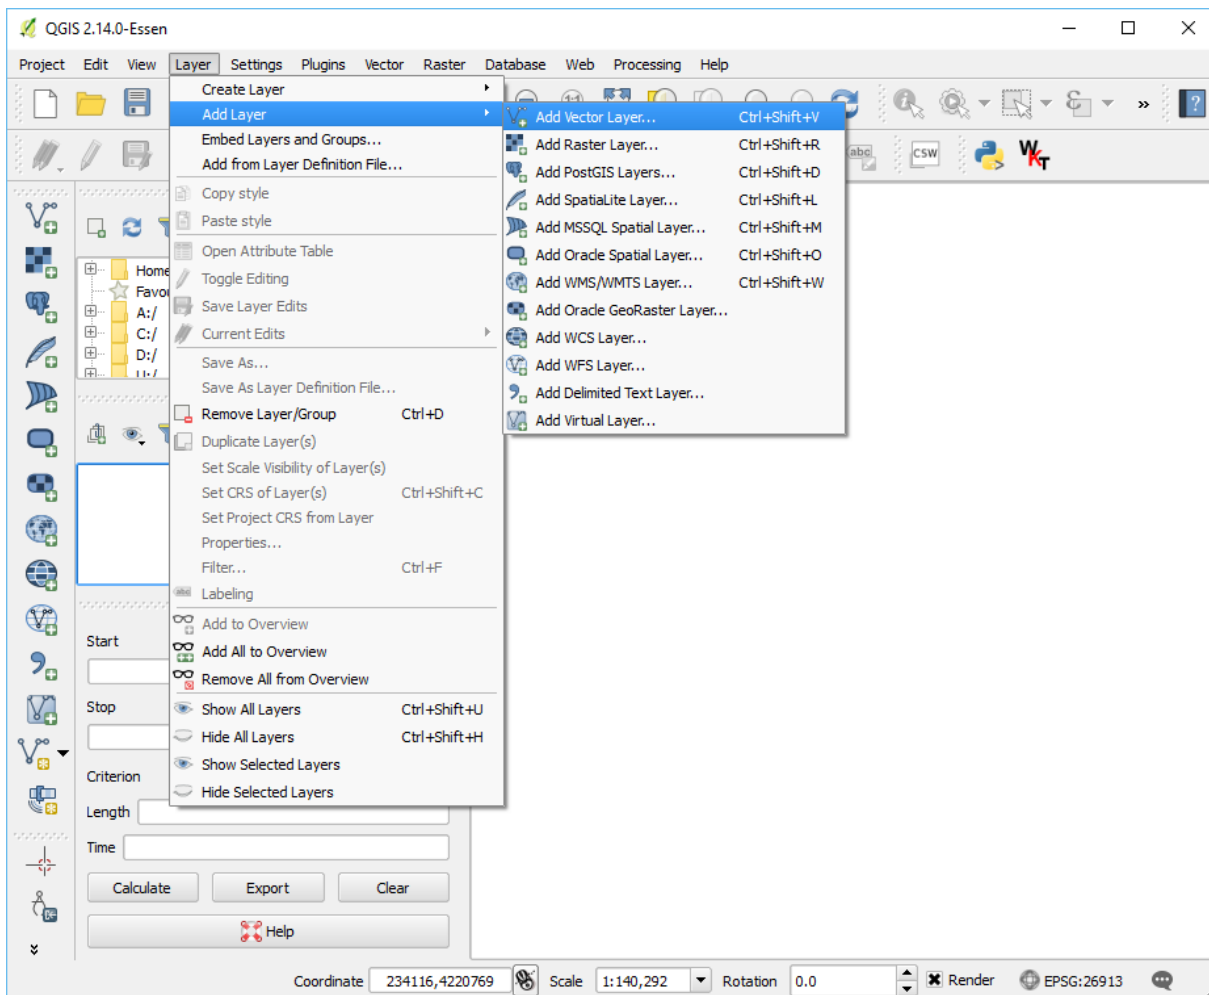 QGIS 2.14.0-Essen
Project Edit View Layer Settings Plugins Vector Raster Database Web Processing Help
Create Layer
Add Layer
Embed Layers and Groups...
Add from Layer Definition File...
Copy style
Paste style
Open Attribute Table
Toggle Editing
Save Layer Edits
Current Edits
Save As...
Save As Layer Definition File...
Remove Layer/Group Ctrl+D
Duplicate Layer(s)
Set Scale Visibility of Layer(s)
Set CRS of Layer(s) Ctrl+Shift+C
Set Project CRS from Layer
Properties...
Filter... Ctrl+F
abc Labeling
Add to Overview
Add All to Overview
Remove All from Overview
Show All Layers Ctrl+Shift+U
Hide All Layers Ctrl+Shift+H
Show Selected Layers
Hide Selected Layers
Add Vector Layer... Ctrl+Shift+V
Add Raster Layer... Ctrl+Shift+R
Add PostGIS Layers... Ctrl+Shift+D
Add SpatiaLite Layer... Ctrl+Shift+L
Add MSSQL Spatial Layer... Ctrl+Shift+M
Add Oracle Spatial Layer... Ctrl+Shift+O
Add WMS/WMTS Layer... Ctrl+Shift+W
Add Oracle GeoRaster Layer...
Add WCS Layer...
Add WFS Layer...
Add Delimited Text Layer...
Add Virtual Layer...
abc CSW WKT
Home
Favou
A:/
C:/
D:/
Start
Stop
Criterion
Length
Time
Calculate Export Clear
Help
Coordinate 234116,4220769 Scale 1:140,292 Rotation 0.0 Render EPSG:26913